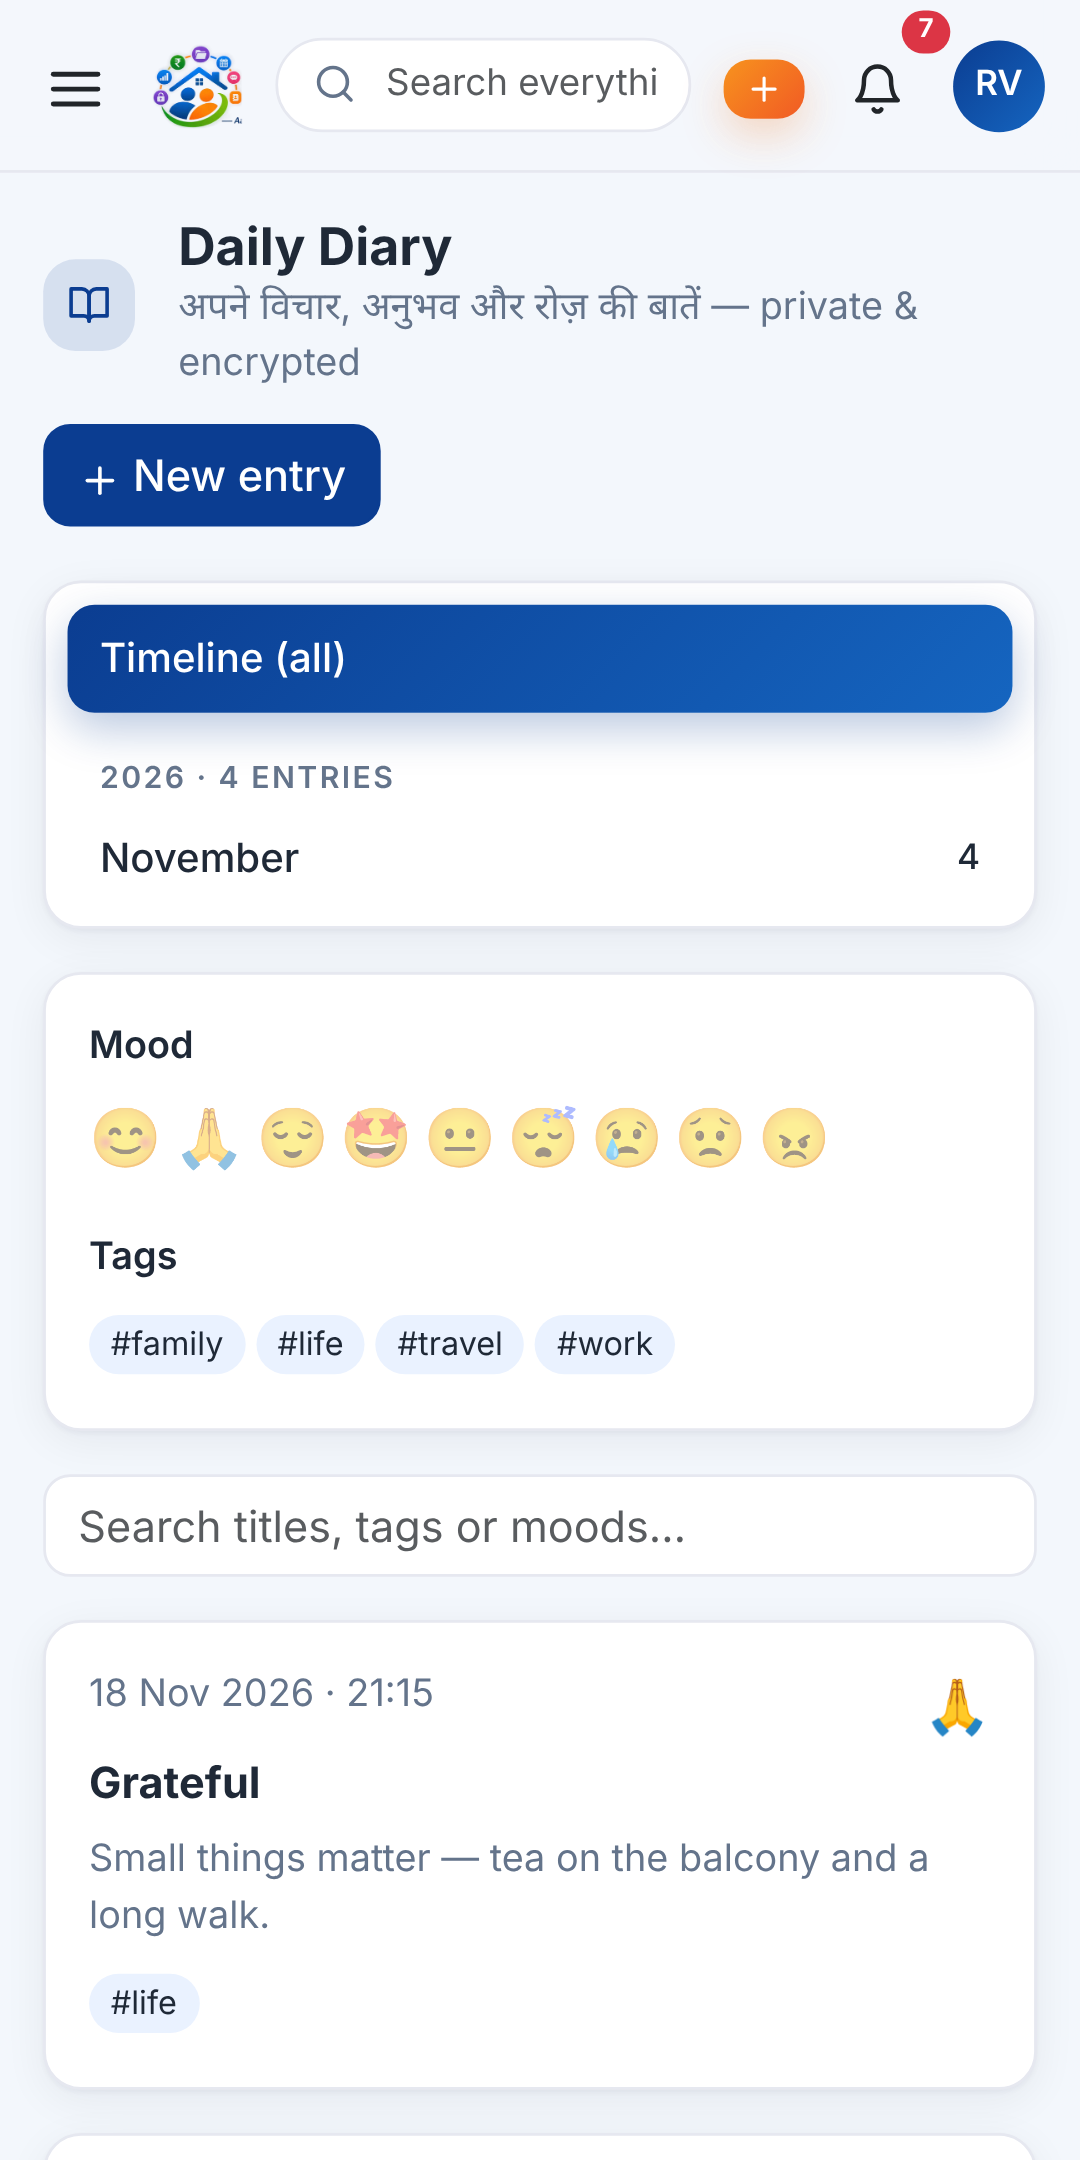 Search everythi
7
RV
Daily Diary
अपने विचार, अनुभव और रोज़ की बातें — private &
encrypted
+ New entry
Timeline (all)
2026 · 4 ENTRIES
November 4
Mood
Tags
#family #life #travel #work
Search titles, tags or moods...
18 Nov 2026 · 21:15
Grateful
Small things matter — tea on the balcony and a
long walk.
#life